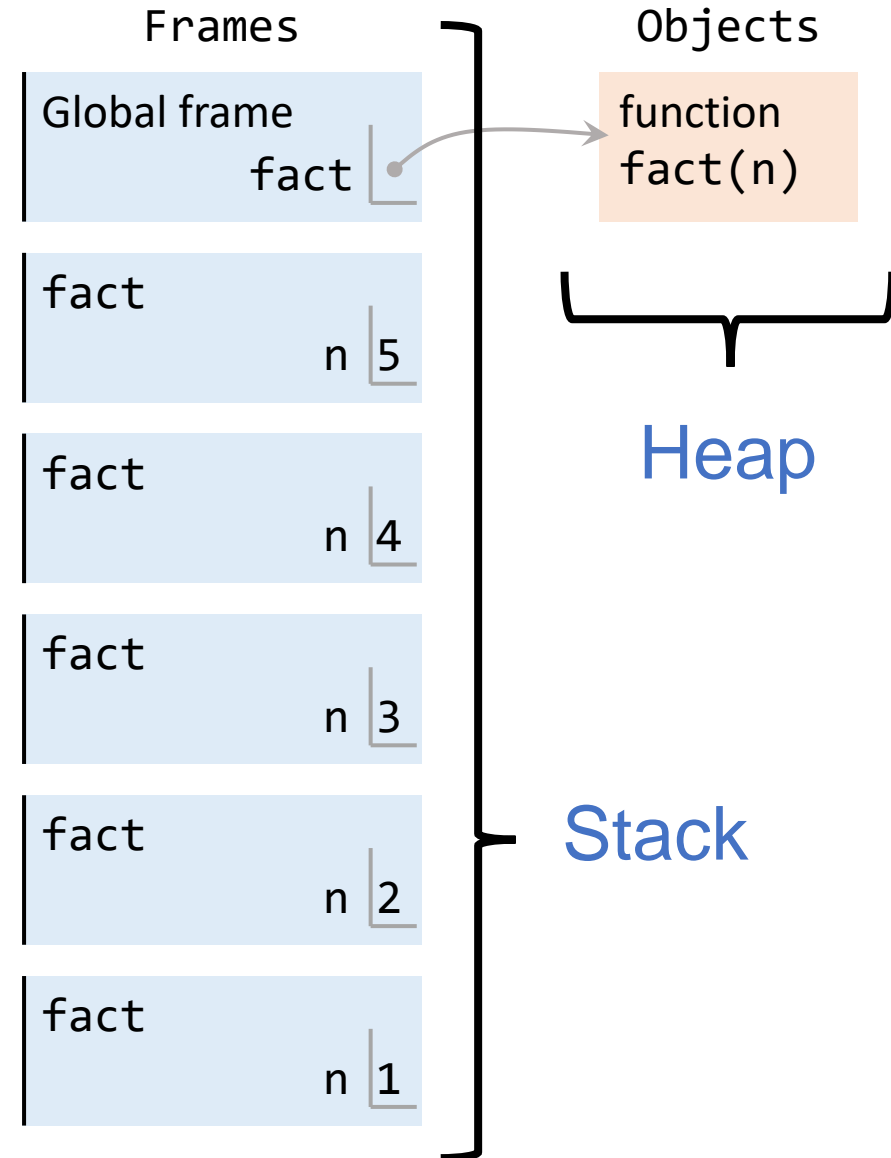 Frames
Objects
Global frame
fact
function
fact(n)
fact
n 5
fact
n 4
Heap
fact
n 3
fact
n 2
Stack
fact
n 1